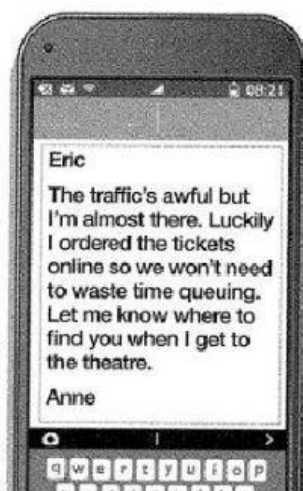 08:21
Eric
The traffic's awful but
I'm almost there. Luckily
I ordered the tickets
online so we won't need
to waste time queuing.
Let me know where to
find you when I get to
the theatre.
Anne
q w e r t y u i o p